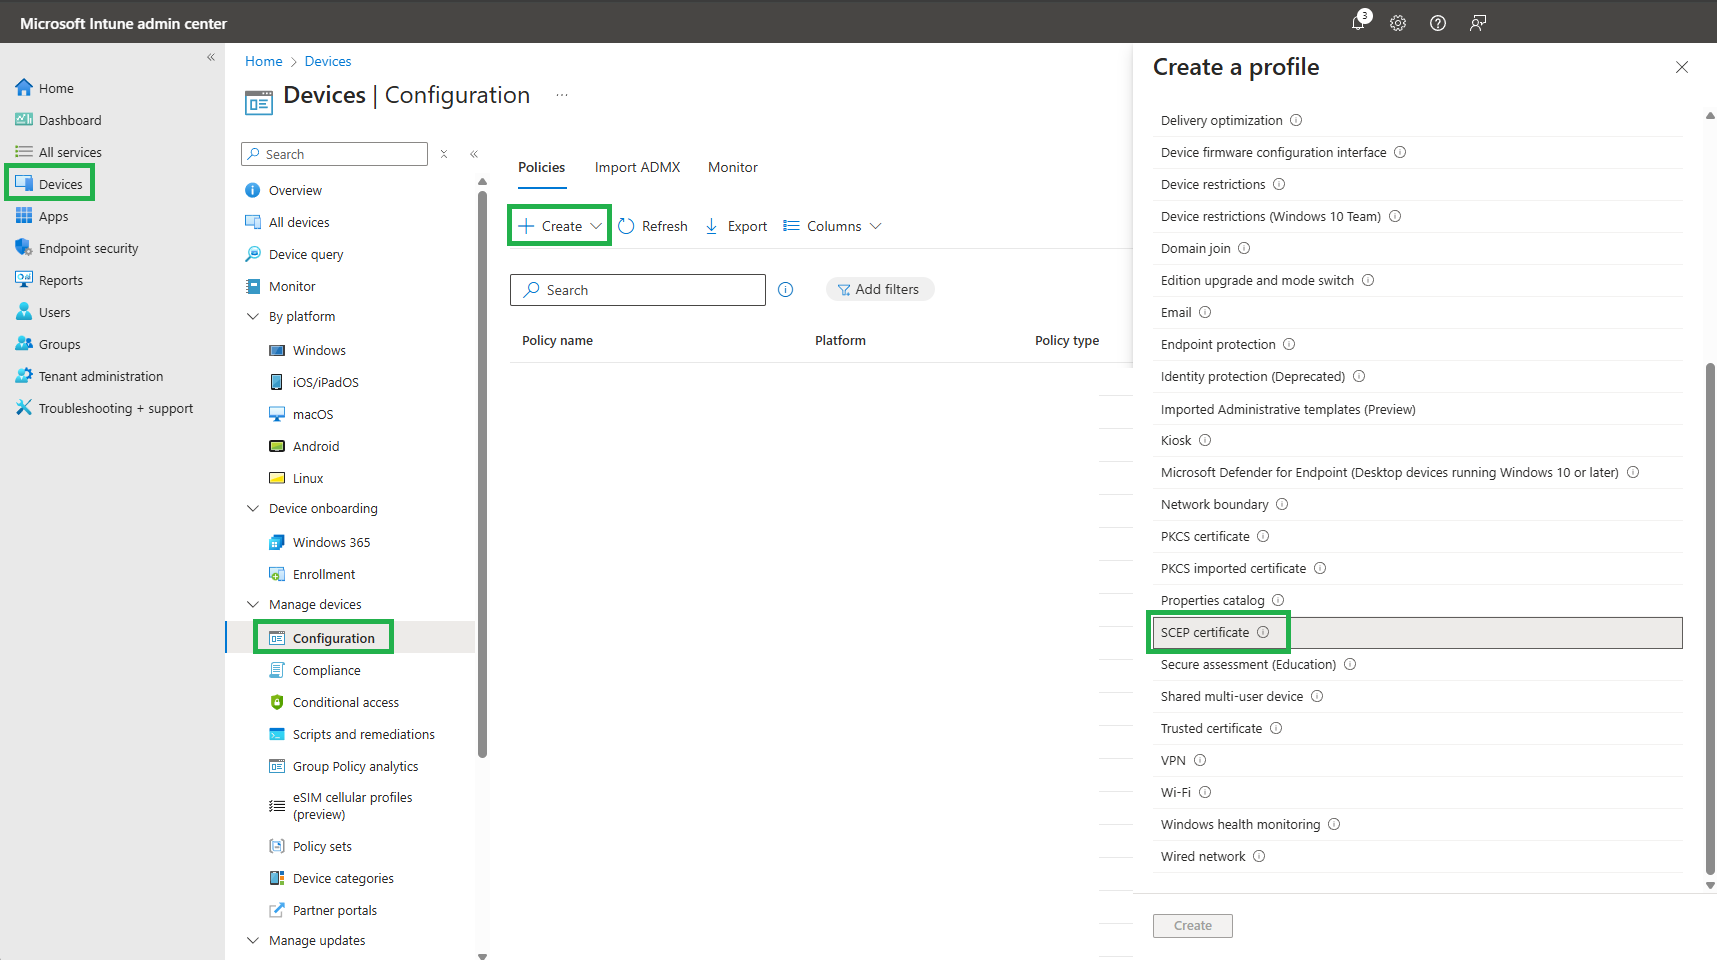 Microsoft Intune admin center
3
Home
Dashboard
All services
Devices
Apps
Endpoint security
Reports
Users
Groups
Tenant administration
Troubleshooting + support
Home > Devices
Devices | Configuration
Search
Overview
All devices
Device query
Monitor
By platform
Windows
iOS/iPadOS
macOS
Android
Linux
Device onboarding
Windows 365
Enrollment
Manage devices
Configuration
Compliance
Conditional access
Scripts and remediations
Group Policy analytics
eSIM cellular profiles
(preview)
Policy sets
Device categories
Partner portals
Manage updates
Policies Import ADMX Monitor
Create Refresh Export Columns
Search Add filters
Policy name Platform Policy type
Create a profile
Delivery optimization
Device firmware configuration interface
Device restrictions
Device restrictions (Windows 10 Team)
Domain join
Edition upgrade and mode switch
Email
Endpoint protection
Identity protection (Deprecated)
Imported Administrative templates (Preview)
Kiosk
Microsoft Defender for Endpoint (Desktop devices running Windows 10 or later)
Network boundary
PKCS certificate
PKCS imported certificate
Properties catalog
SCEP certificate
Secure assessment (Education)
Shared multi-user device
Trusted certificate
VPN
Wi-Fi
Windows health monitoring
Wired network
Create